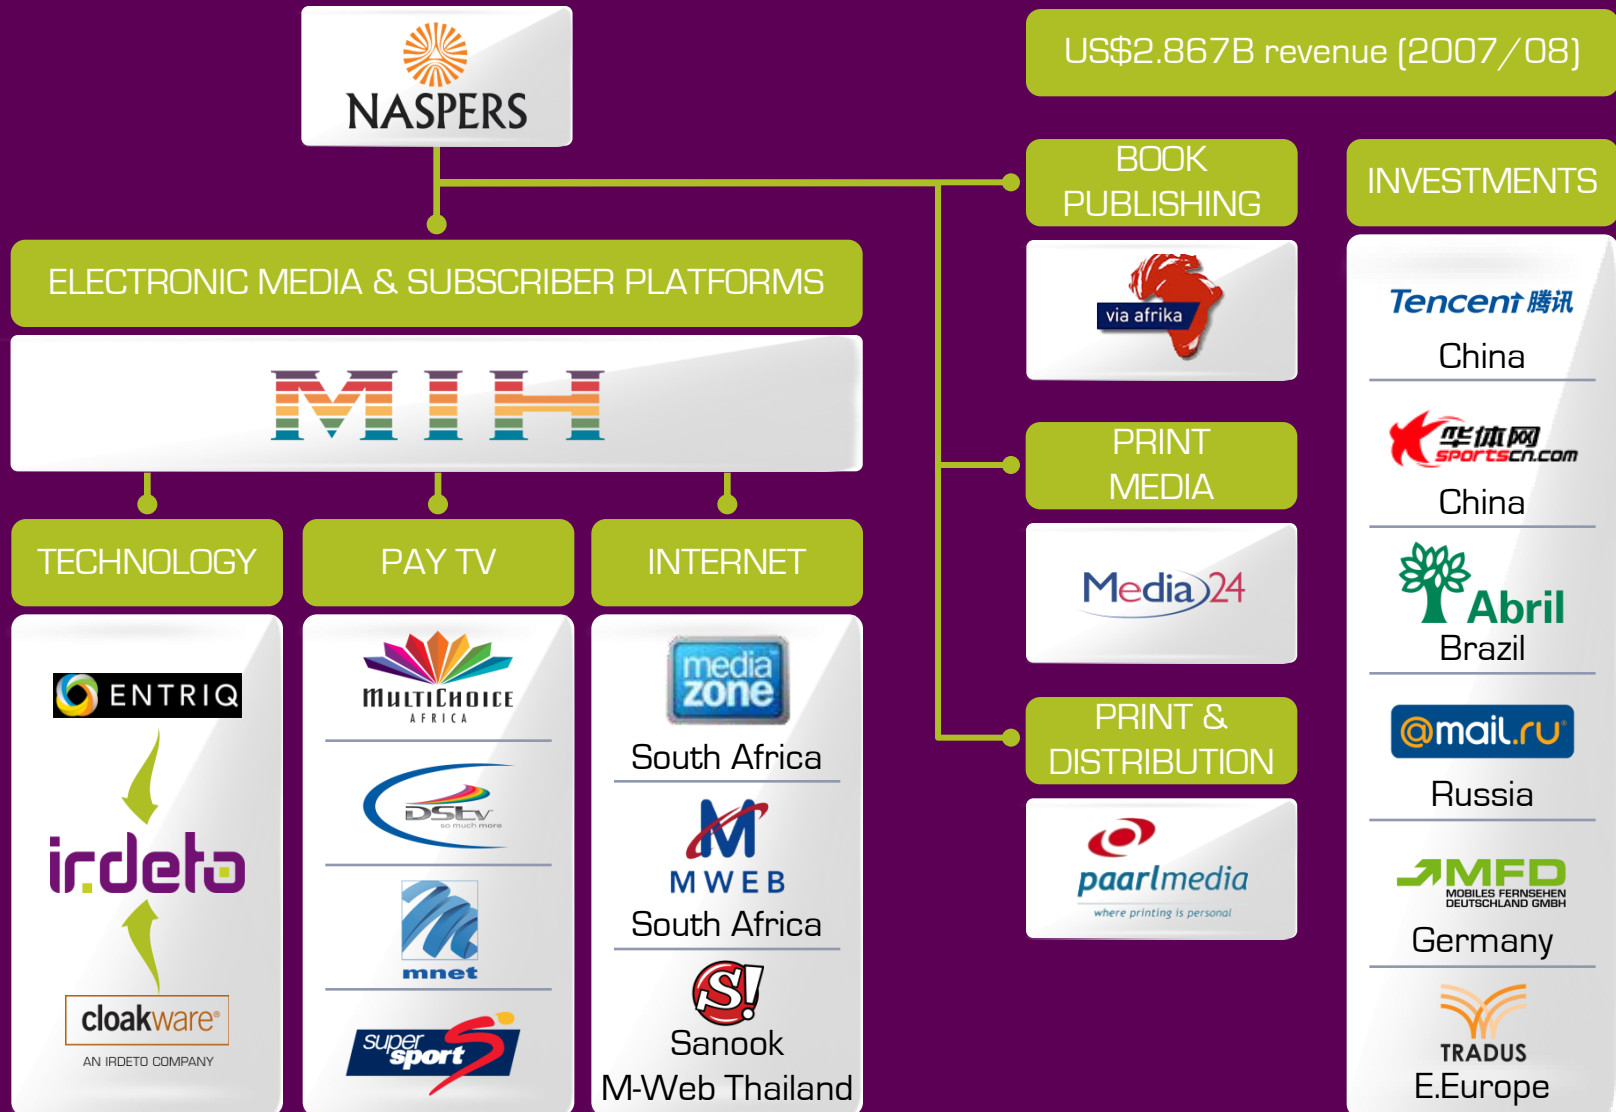 NASPERS
US$2.867B revenue (2007/08)
ELECTRONIC MEDIA & SUBSCRIBER PLATFORMS
MIH
TECHNOLOGY
ENTRIQ
irdeto
cloakware®
AN IRDETO COMPANY
PAY TV
MULTICHOICE
AFRICA
DStv
so much more
mnet
super
sport
INTERNET
media
zone
South Africa
MWEB
South Africa
S!
Sanook
M-Web Thailand
BOOK
PUBLISHING
via afrika
PRINT
MEDIA
Media24
PRINT &
DISTRIBUTION
paarlmedia
where printing is personal
INVESTMENTS
Tencent 腾讯
China
华体网
sportscn.com
China
Abril
Brazil
@mail.ru®
Russia
MFD
MOBILES FERNSEHEN
DEUTSCHLAND GMBH
Germany
TRADUS
E.Europe